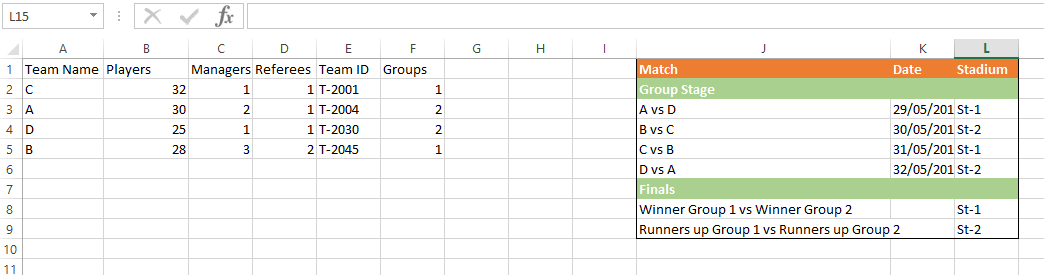 L15 fx
A B C D E F G H I J K L
1 Team Name Players Managers Referees Team ID Groups Match Date Stadium
2 C 32 1 1 T-2001 1 Group Stage
3 A 30 2 1 T-2004 2 A vs D 29/05/201 St-1
4 D 25 1 1 T-2030 2 B vs C 30/05/201 St-2
5 B 28 3 2 T-2045 1 C vs B 31/05/201 St-1
6 D vs A 32/05/201 St-2
7 Finals
8 Winner Group 1 vs Winner Group 2 St-1
9 Runners up Group 1 vs Runners up Group 2 St-2
10
11